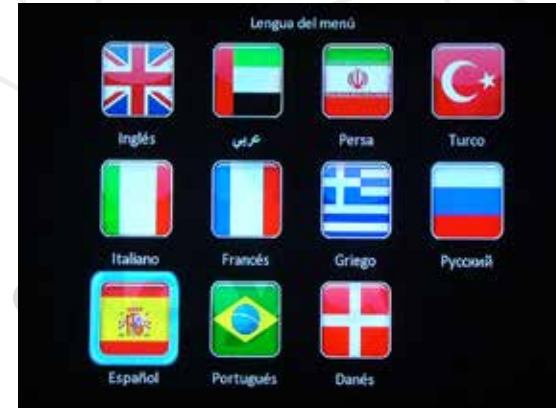 Lengua del menú
Inglés عربي Persa Turco
Italiano Francés Griego Русский
Español Portugués Danés